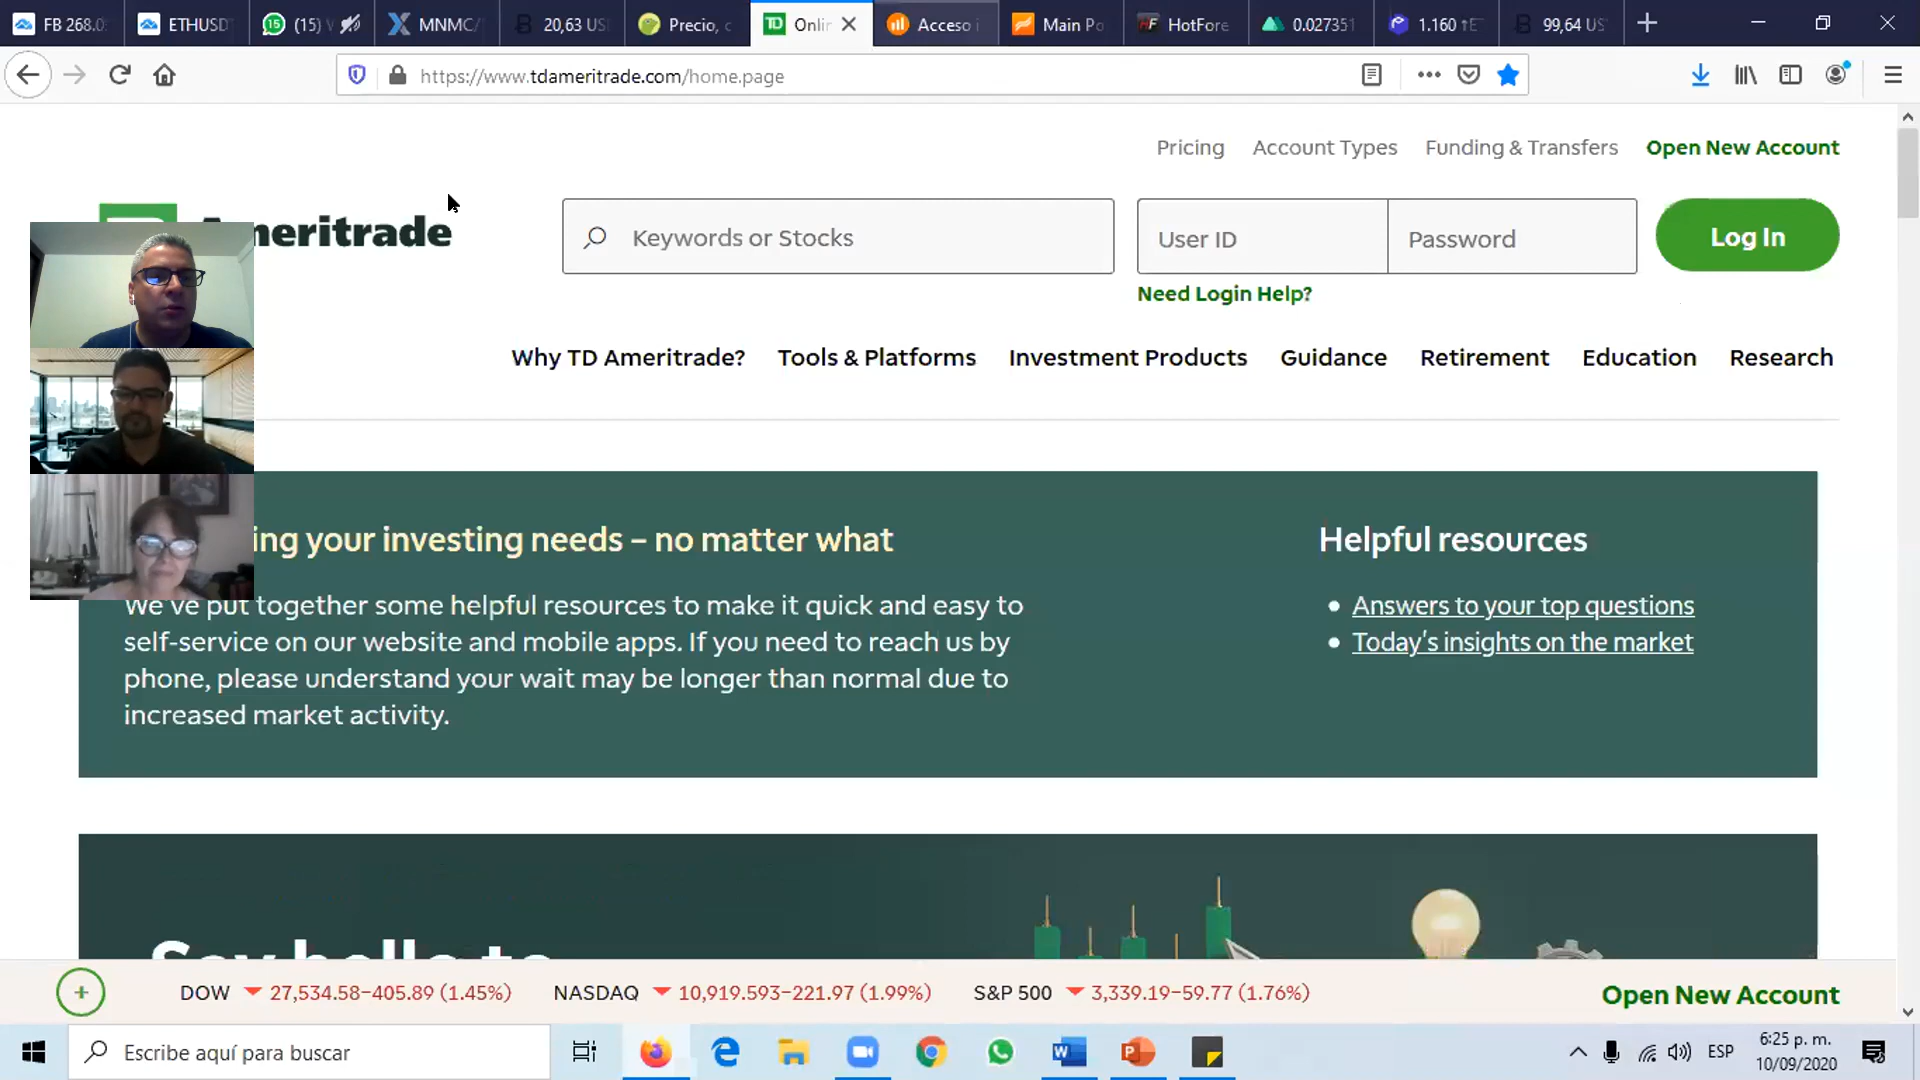 FB 268.0
ETHUSD
(15)
MNMC/
20,63 US
Precio, c
Onlin
Acceso
Main Po
HotFore
0.027351
1.160
99,64 US
https://www.tdameritrade.com/home.page
Pricing
Account Types
Funding & Transfers
Open New Account
meritrade
Keywords or Stocks
User ID
Password
Log In
Need Login Help?
Why TD Ameritrade?
Tools & Platforms
Investment Products
Guidance
Retirement
Education
Research
ing your investing needs – no matter what
Helpful resources
We've put together some helpful resources to make it quick and easy to
self-service on our website and mobile apps. If you need to reach us by
phone, please understand your wait may be longer than normal due to
increased market activity.
Answers to your top questions
Today's insights on the market
Say hello to
DOW 27,534.58-405.89 (1.45%)
NASDAQ 10,919.593-221.97 (1.99%)
S&P 500 3,339.19-59.77 (1.76%)
Open New Account
Escribe aquí para buscar
ESP
6:25 p. m.
10/09/2020